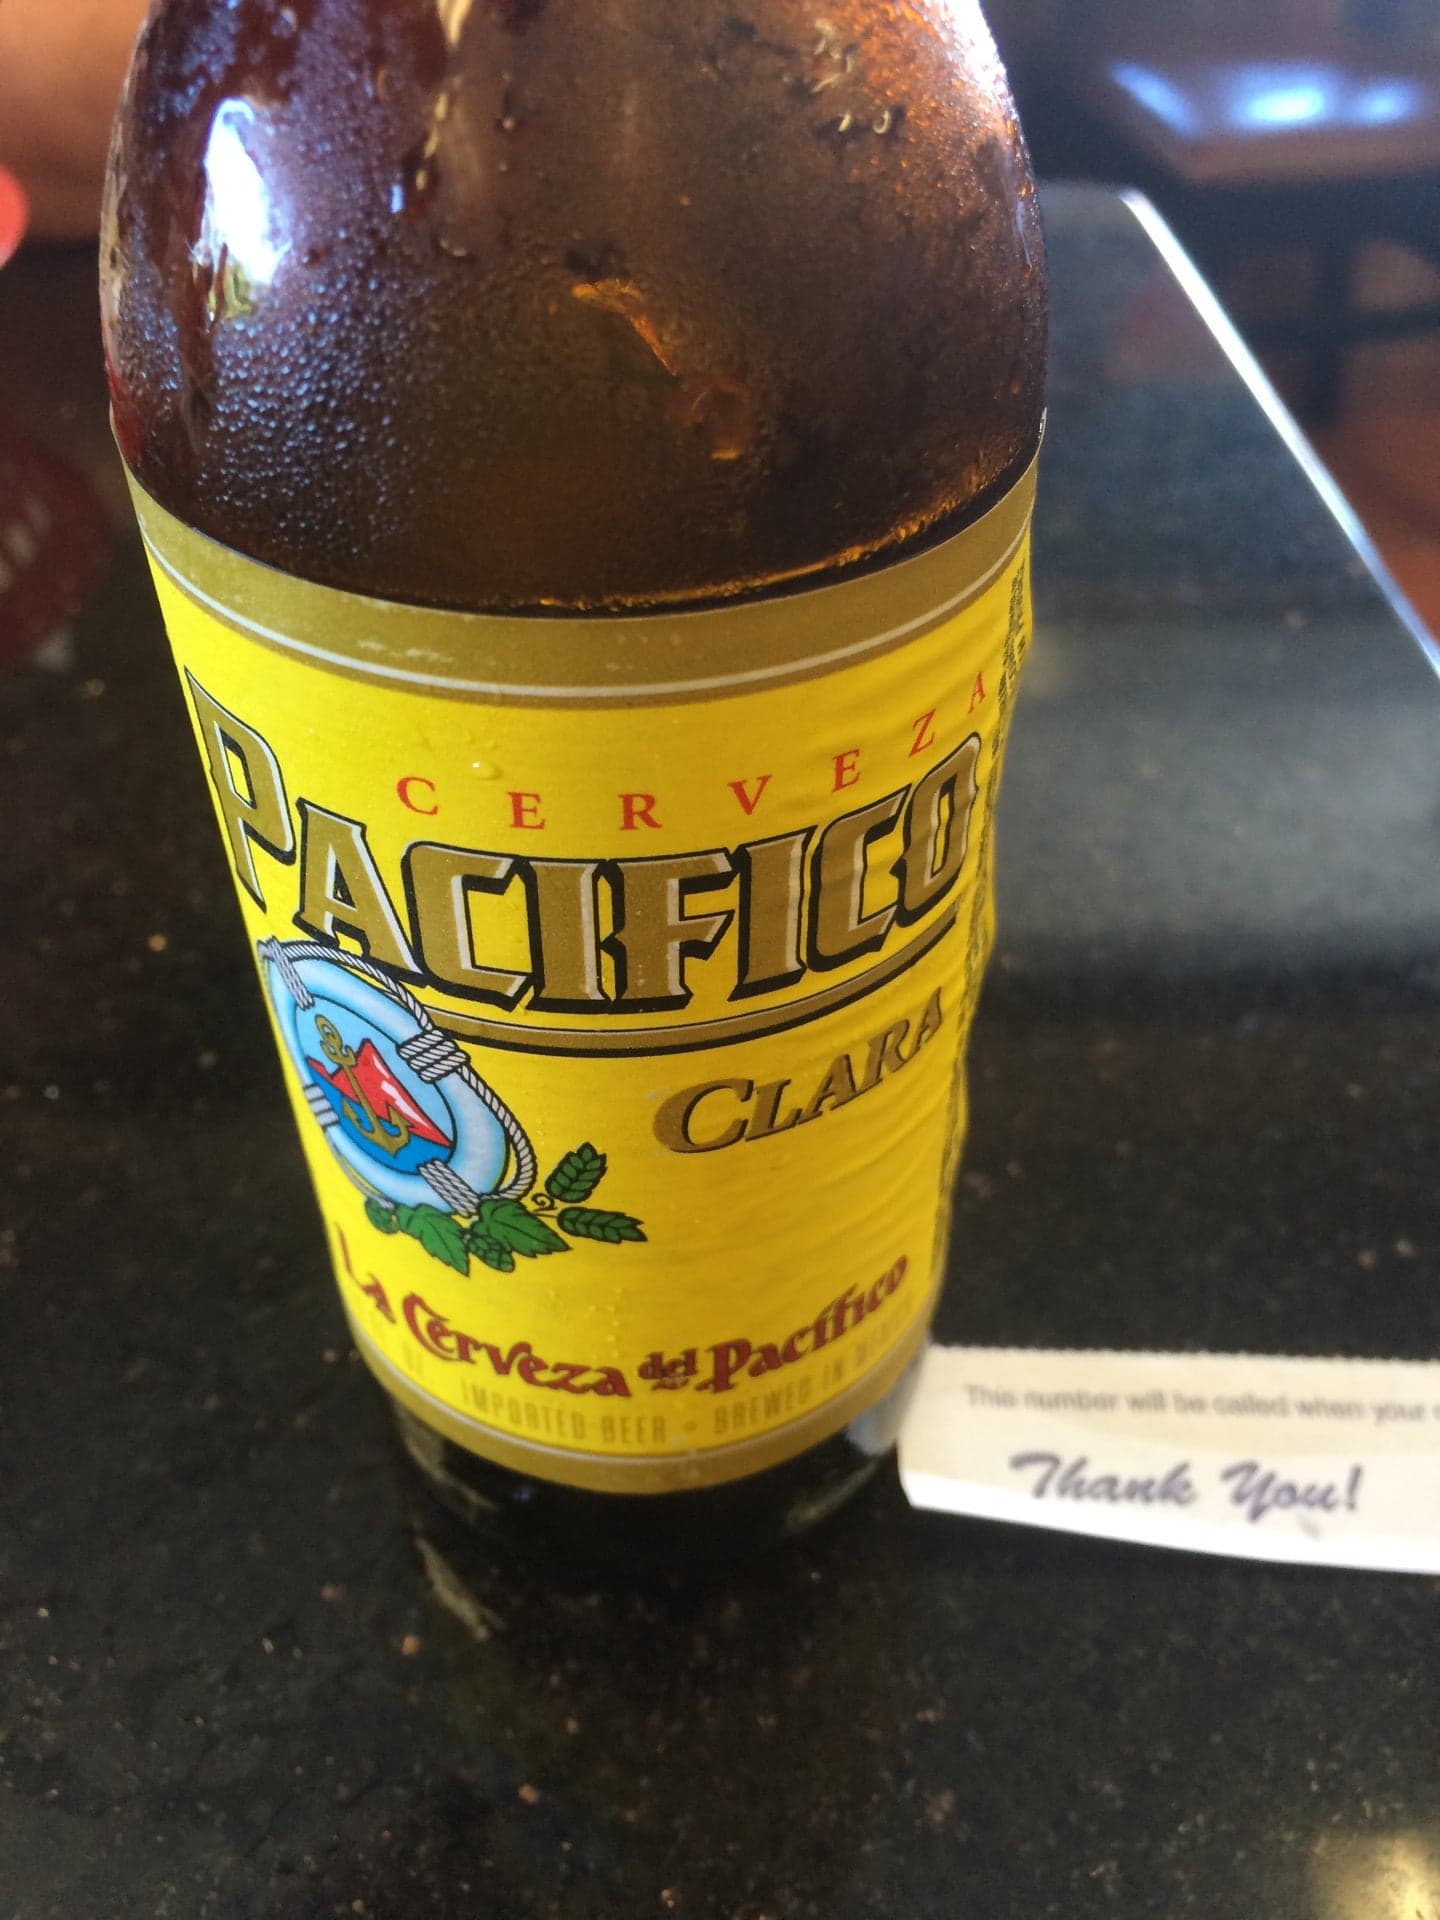 CERVEZA
PACIFICO
CLARA
La Cerveza del Pacífico
IMPORTED BEER • BREWED IN
This number will be called when your
Thank You!